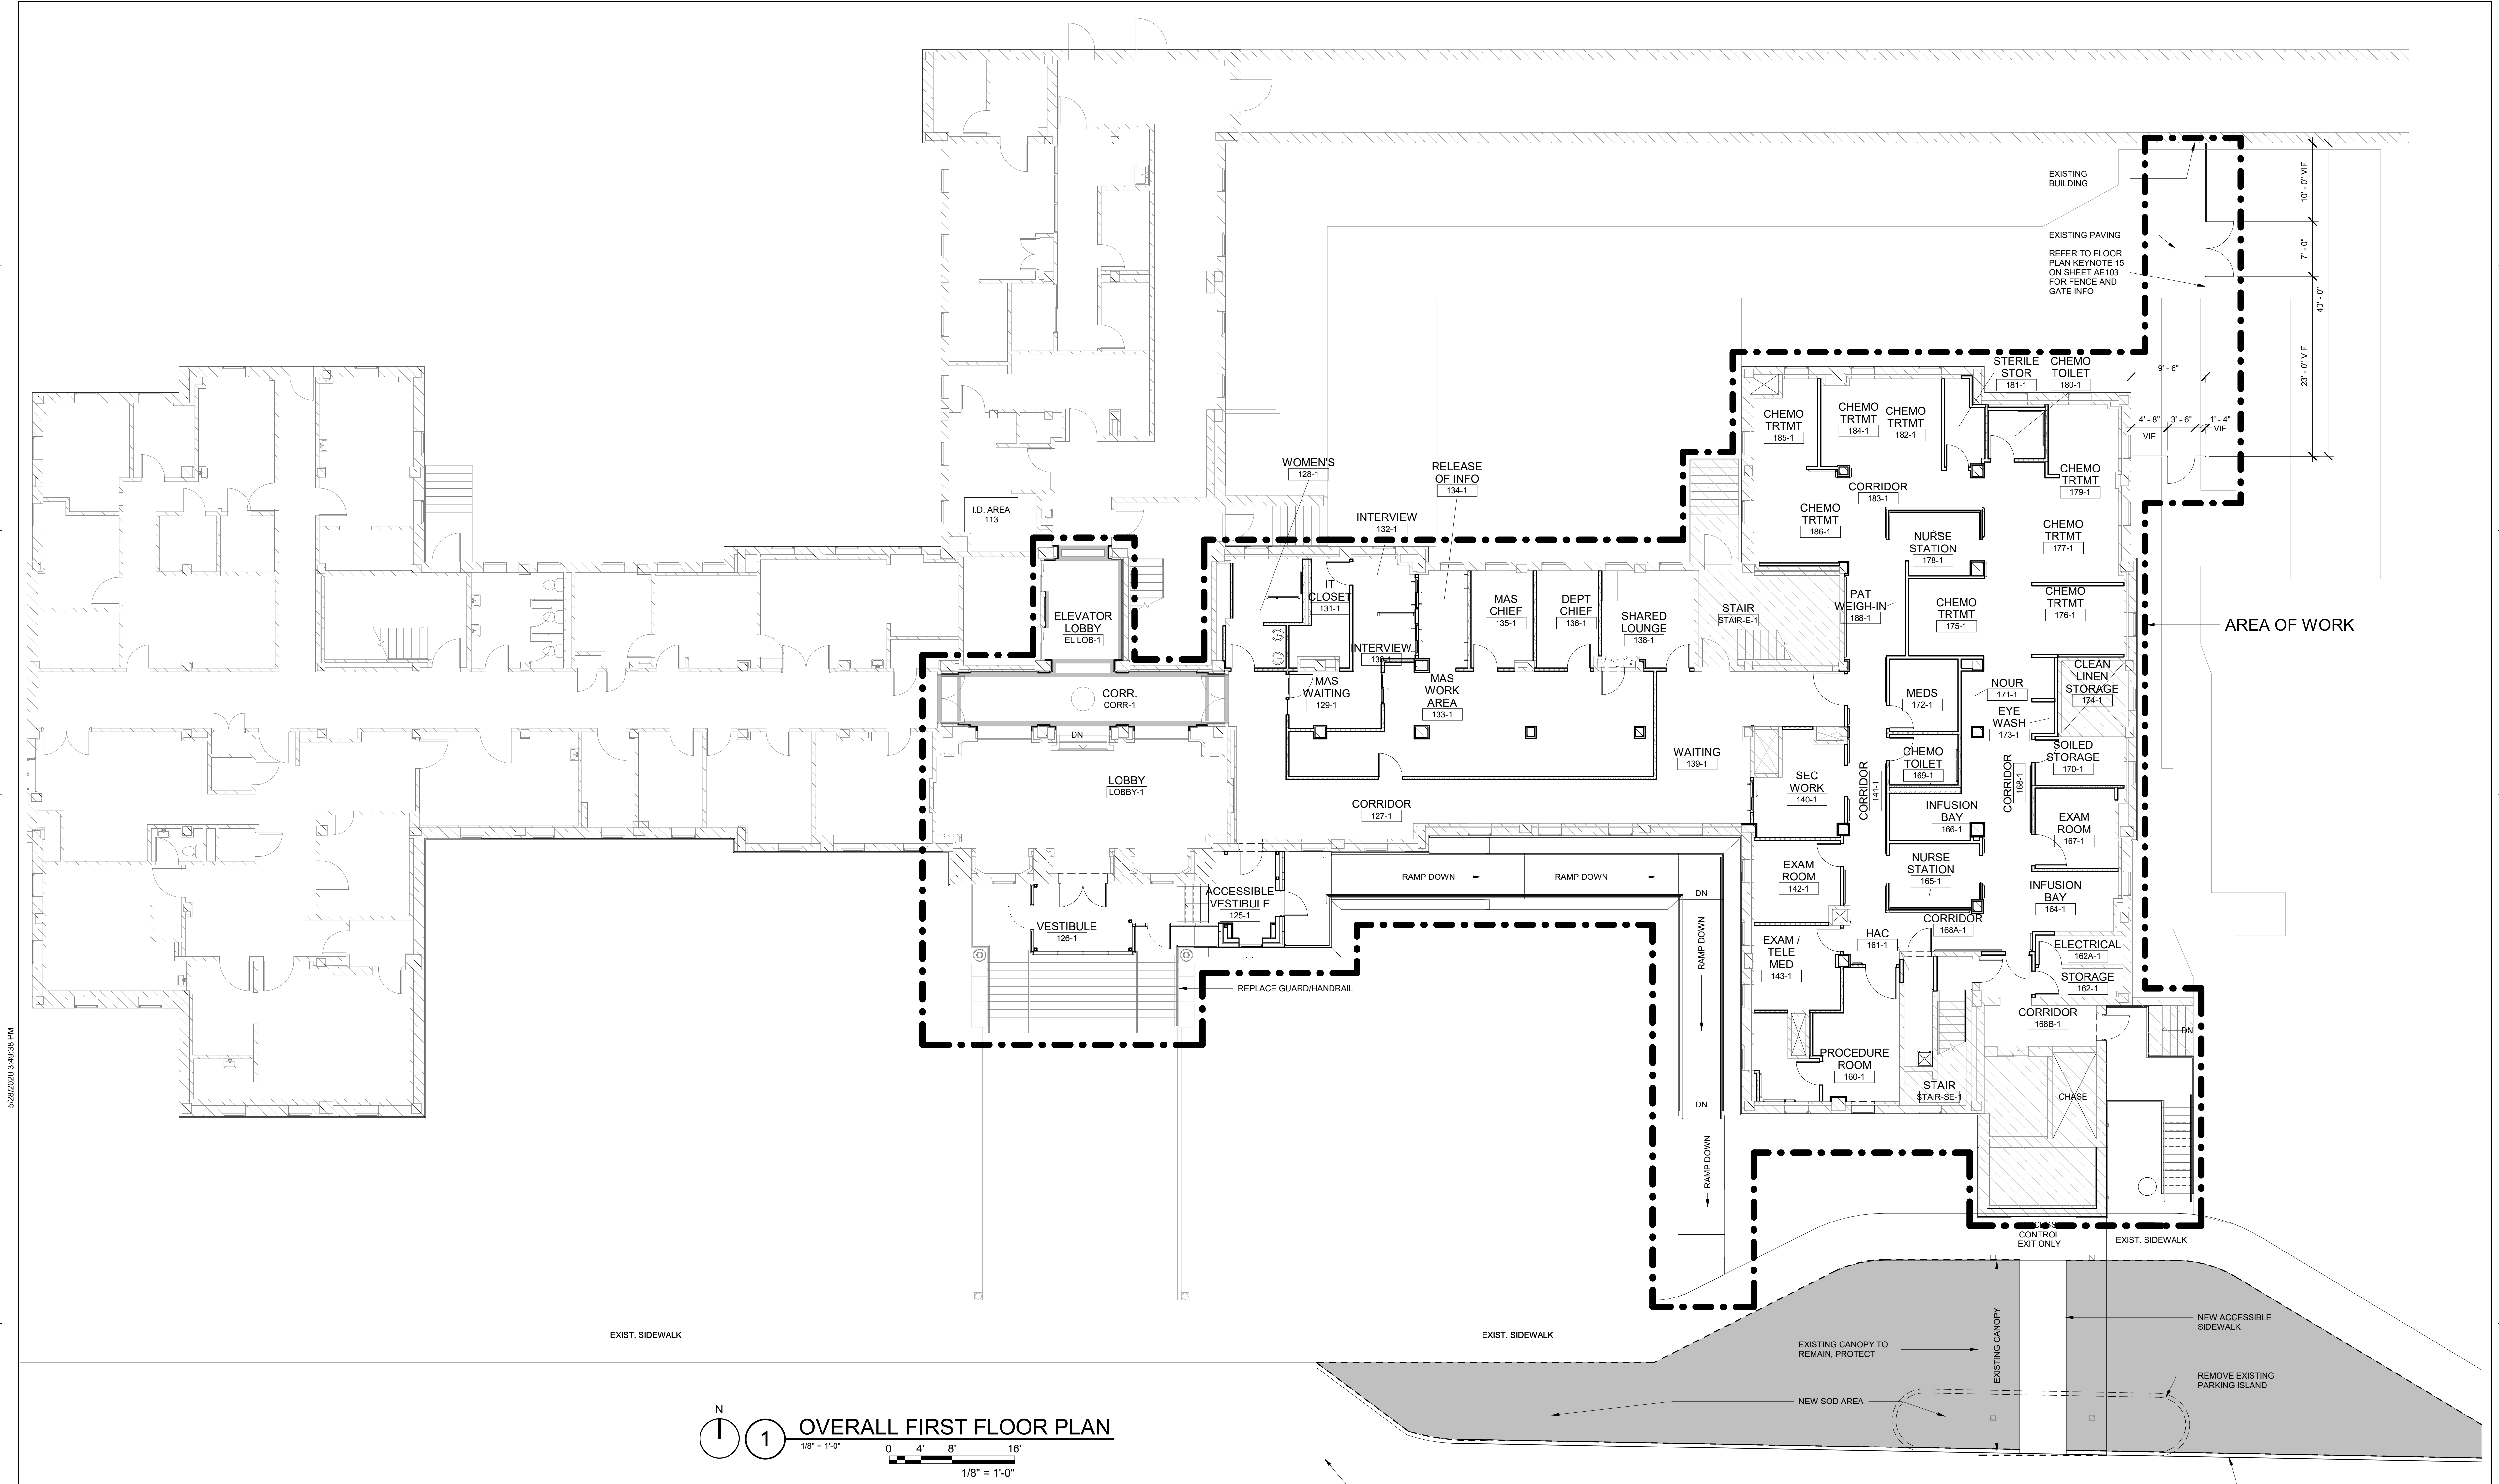 EXISTING
BUILDING
10' - 0" VIF
EXISTING PAVING
7' - 0"
REFER TO FLOOR
PLAN KEYNOTE 15
ON SHEET AE103
FOR FENCE AND
GATE INFO
40' - 0"
23' - 0" VIF
9' - 6"
4' - 8"
VIF
3' - 6"
1' - 4"
VIF
STERILE
STOR
181-1
CHEMO
TOILET
180-1
CHEMO
TRTMT
185-1
CHEMO
TRTMT
184-1
CHEMO
TRTMT
182-1
CHEMO
TRTMT
179-1
CORRIDOR
183-1
CHEMO
TRTMT
186-1
NURSE
STATION
178-1
CHEMO
TRTMT
177-1
WOMEN'S
128-1
RELEASE
OF INFO
134-1
INTERVIEW
132-1
I.D. AREA
113
IT
CLOSET
131-1
ELEVATOR
LOBBY
EL LOB-1
MAS
CHIEF
135-1
DEPT
CHIEF
136-1
SHARED
LOUNGE
138-1
STAIR
STAIR-E-1
PAT
WEIGH-IN
188-1
CHEMO
TRTMT
175-1
CHEMO
TRTMT
176-1
AREA OF WORK
INTERVIEW
130-1
MAS
WAITING
129-1
MAS
WORK
AREA
133-1
CORR.
CORR-1
DN
MEDS
172-1
NOUR
171-1
CLEAN
LINEN
STORAGE
174-1
EYE
WASH
173-1
CHEMO
TOILET
169-1
SOILED
STORAGE
170-1
WAITING
139-1
LOBBY
LOBBY-1
SEC
WORK
140-1
CORRIDOR
141-1
CORRIDOR
168-1
CORRIDOR
127-1
INFUSION
BAY
166-1
EXAM
ROOM
167-1
EXAM
ROOM
142-1
NURSE
STATION
165-1
RAMP DOWN
RAMP DOWN
DN
ACCESSIBLE
VESTIBULE
125-1
INFUSION
BAY
164-1
CORRIDOR
168A-1
VESTIBULE
126-1
RAMP DOWN
EXAM /
TELE
MED
143-1
HAC
161-1
ELECTRICAL
162A-1
STORAGE
162-1
REPLACE GUARD/HANDRAIL
CORRIDOR
168B-1
DN
PROCEDURE
ROOM
160-1
STAIR
STAIR-SE-1
CHASE
DN
RAMP DOWN
5/28/2020 3:49:38 PM
ACCESS
CONTROL
EXIT ONLY
EXIST. SIDEWALK
EXIST. SIDEWALK
EXIST. SIDEWALK
EXISTING CANOPY TO
REMAIN, PROTECT
EXISTING CANOPY
NEW ACCESSIBLE
SIDEWALK
REMOVE EXISTING
PARKING ISLAND
NEW SOD AREA
N
1
OVERALL FIRST FLOOR PLAN
1/8" = 1'-0"
0 4' 8' 16'
1/8" = 1'-0"